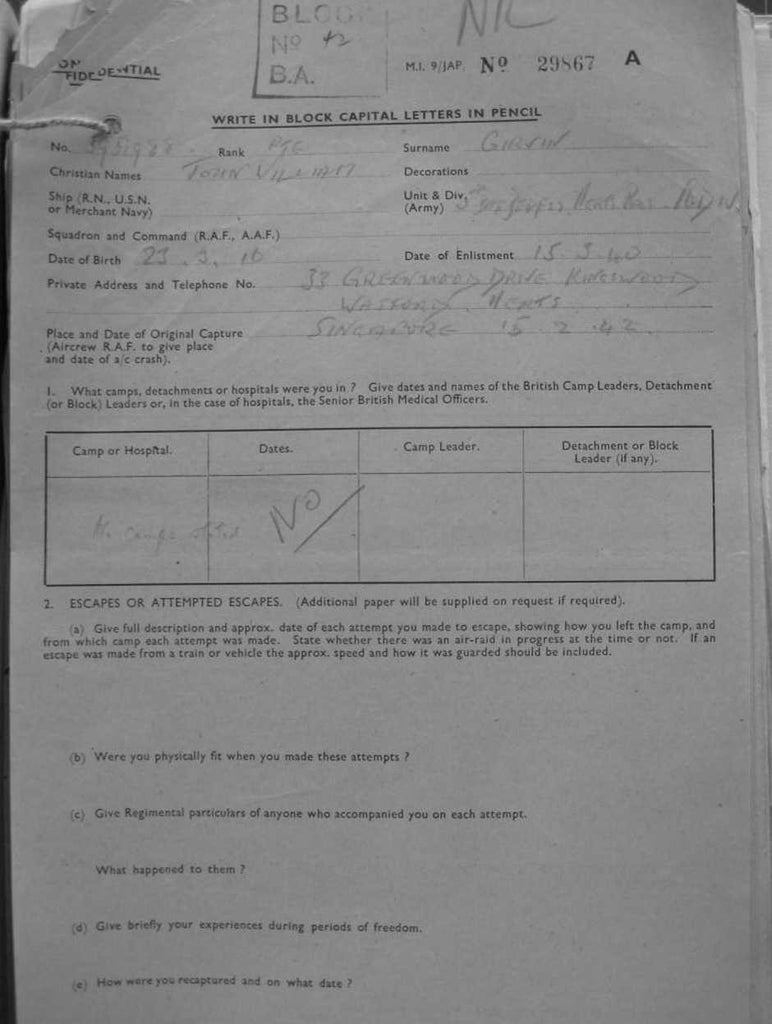 BLOC
No 42
B.A.
NIL
CONFIDENTIAL
M.I. 9/JAP. No 29867 A
WRITE IN BLOCK CAPITAL LETTERS IN PENCIL
No. Rank PTE Surname
Christian Names JOHN WILLIAM Decorations
Ship (R.N., U.S.N. or Merchant Navy)
Unit & Div. (Army)
Squadron and Command (R.A.F., A.A.F.)
Date of Birth 23.3.16 Date of Enlistment 15.3.40
Private Address and Telephone No. 33 GREENWOOD DRIVE KINGSWOOD
WATFORD. HERTS
Place and Date of Original Capture SINGAPORE 15 2 42
(Aircrew R.A.F. to give place
and date of a/c crash).
1. What camps, detachments or hospitals were you in ? Give dates and names of the British Camp Leaders, Detachment
(or Block) Leaders or, in the case of hospitals, the Senior British Medical Officers.
Camp or Hospital. Dates. Camp Leader. Detachment or Block
Leader (if any).
No camps stated NO
2. ESCAPES OR ATTEMPTED ESCAPES. (Additional paper will be supplied on request if required).
(a) Give full description and approx. date of each attempt you made to escape, showing how you left the camp, and
from which camp each attempt was made. State whether there was an air-raid in progress at the time or not. If an
escape was made from a train or vehicle the approx. speed and how it was guarded should be included.
(b) Were you physically fit when you made these attempts ?
(c) Give Regimental particulars of anyone who accompanied you on each attempt.
What happened to them ?
(d) Give briefly your experiences during periods of freedom.
(e) How were you recaptured and on what date ?